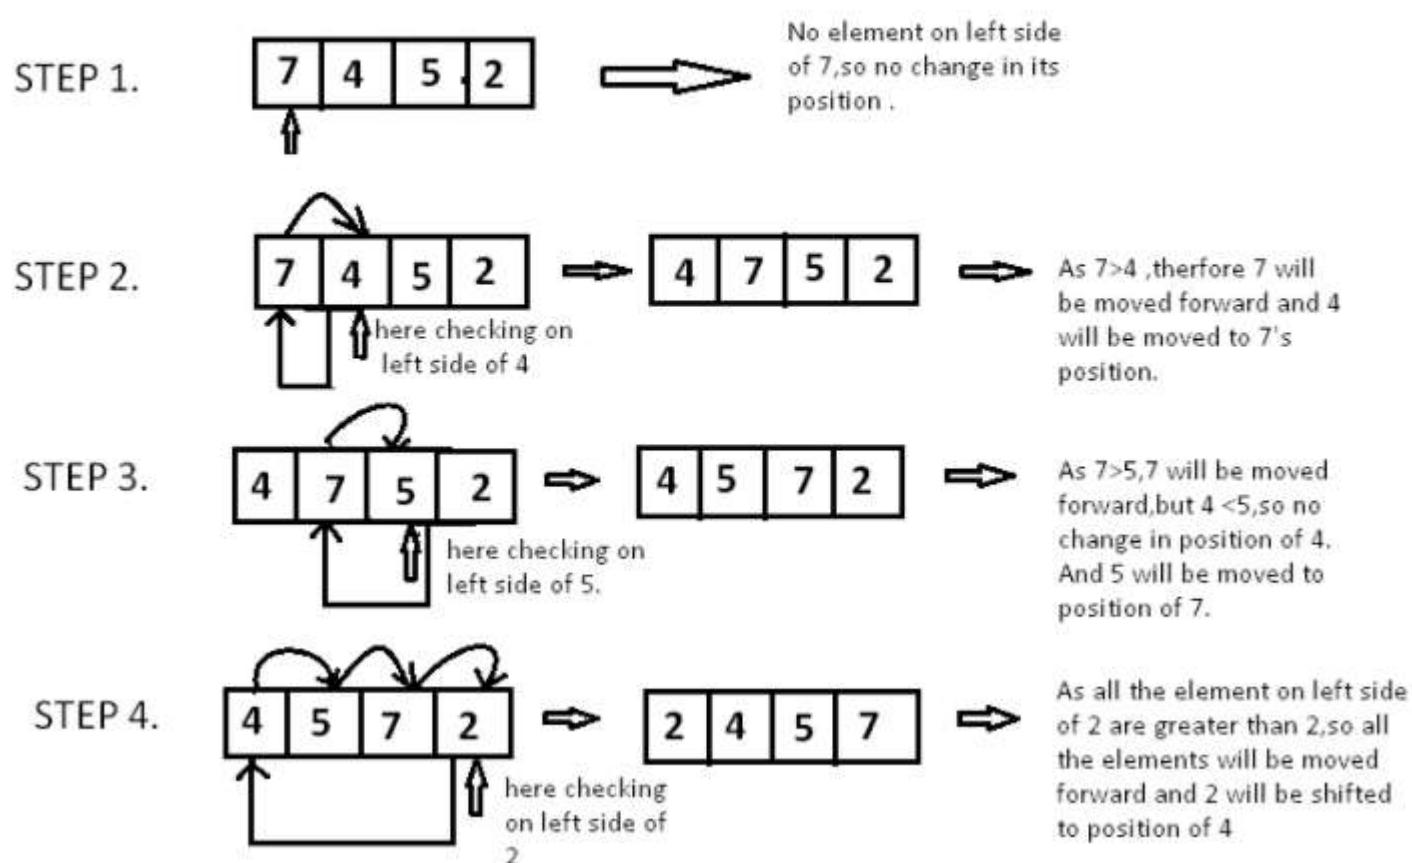 STEP 1.
7 4 5 2
No element on left side
of 7,so no change in its
position .
STEP 2.
7 4 5 2
here checking on
left side of 4
4 7 5 2
As 7>4 ,therfore 7 will
be moved forward and 4
will be moved to 7's
position.
STEP 3.
4 7 5 2
here checking on
left side of 5.
4 5 7 2
As 7>5,7 will be moved
forward,but 4 <5,so no
change in position of 4.
And 5 will be moved to
position of 7.
STEP 4.
4 5 7 2
here checking
on left side of
2
2 4 5 7
As all the element on left side
of 2 are greater than 2,so all
the elements will be moved
forward and 2 will be shifted
to position of 4